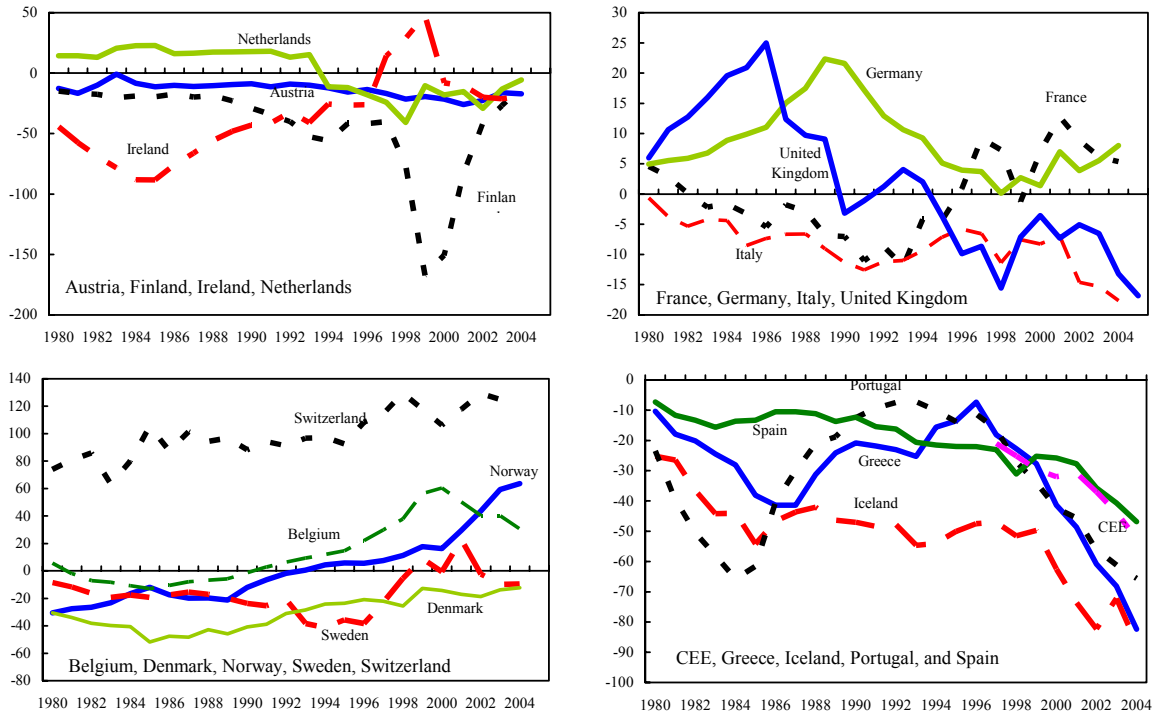 50
0
-50
-100
-150
-200
Netherlands
Austria
Ireland
Finlan
Austria, Finland, Ireland, Netherlands
1980 1982 1984 1986 1988 1990 1992 1994 1996 1998 2000 2002 2004
30
25
20
15
10
5
0
-5
-10
-15
-20
Germany
France
United
Kingdom
Italy
France, Germany, Italy, United Kingdom
1980 1982 1984 1986 1988 1990 1992 1994 1996 1998 2000 2002 2004
140
120
100
80
60
40
20
0
-20
-40
-60
-80
Switzerland
Norway
Belgium
Denmark
Sweden
Belgium, Denmark, Norway, Sweden, Switzerland
1980 1982 1984 1986 1988 1990 1992 1994 1996 1998 2000 2002 2004
-0
-10
-20
-30
-40
-50
-60
-70
-80
-90
-100
Portugal
Spain
Greece
Iceland
CEE
CEE, Greece, Iceland, Portugal, and Spain
1980 1982 1984 1986 1988 1990 1992 1994 1996 1998 2000 2002 2004